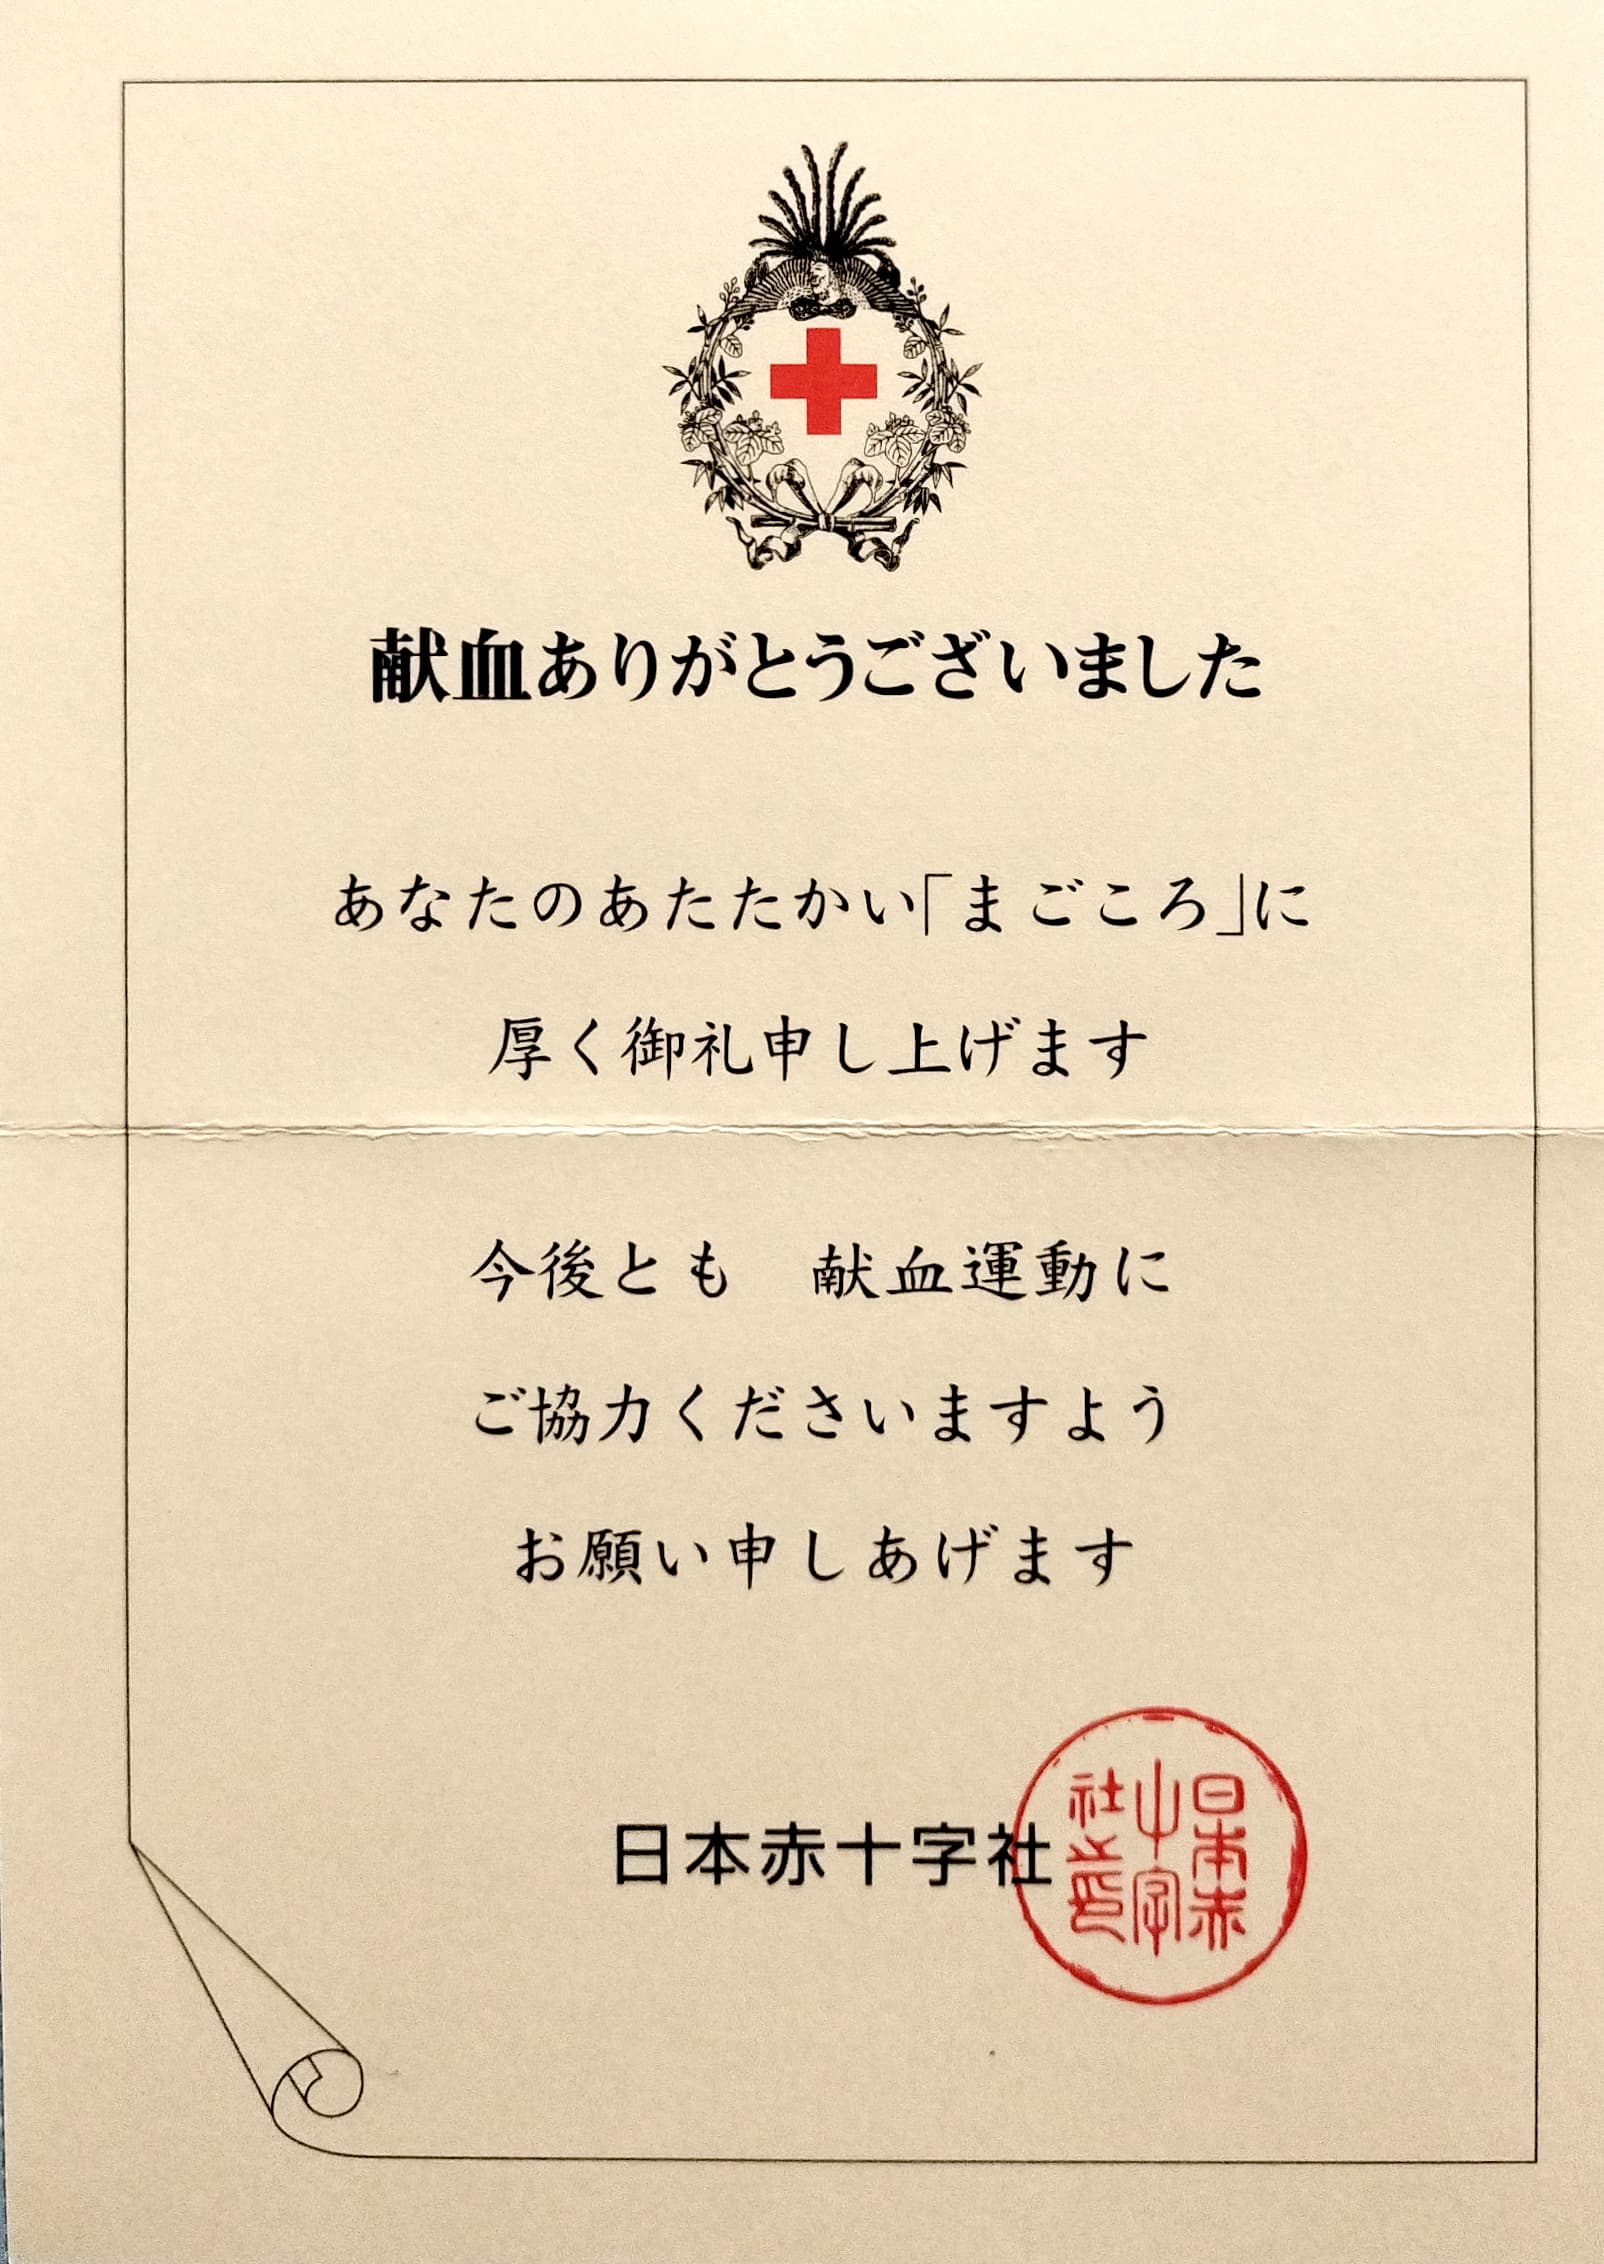 献血ありがとうございました
あなたのあたたかい「まごころ」に
厚く御礼申し上げます
今後とも　献血運動に
ご協力くださいますよう
お願い申しあげます
日本赤十字社
日本赤
十字
社之印